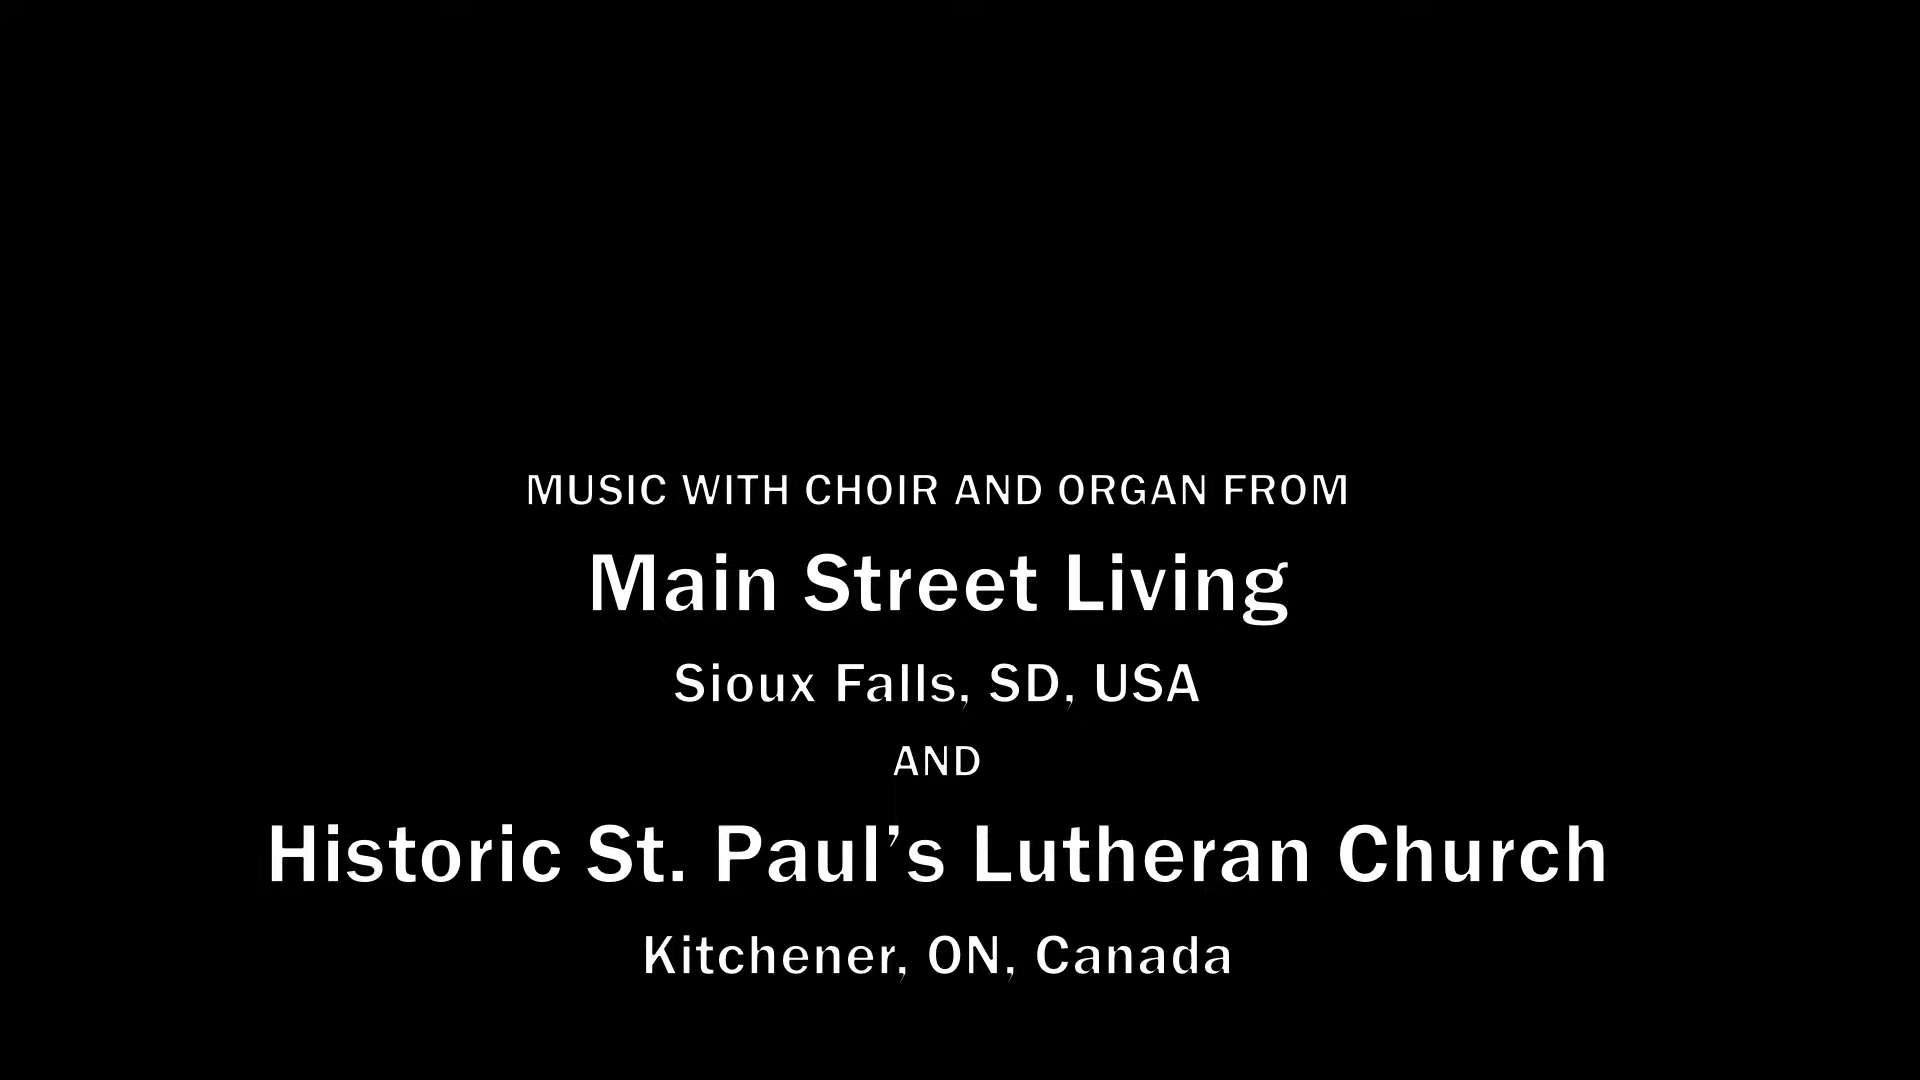 MUSIC WITH CHOIR AND ORGAN FROM
Main Street Living
Sioux Falls, SD, USA
AND
Historic St. Paul’s Lutheran Church
Kitchener, ON, Canada